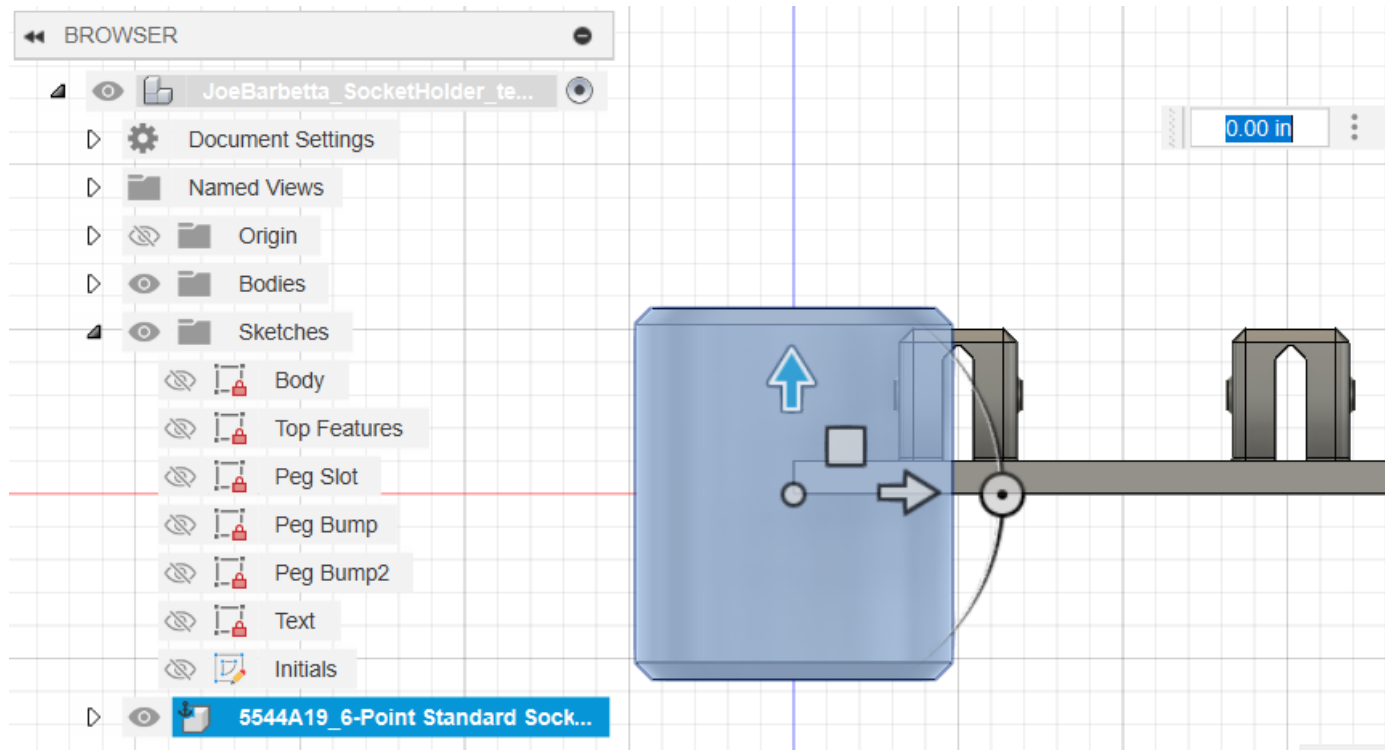 BROWSER
JoeBarbetta_SocketHolder_te...
Document Settings
0.00 in
Named Views
Origin
Bodies
Sketches
Body
Top Features
Peg Slot
Peg Bump
Peg Bump2
Text
Initials
5544A19_6-Point Standard Sock...